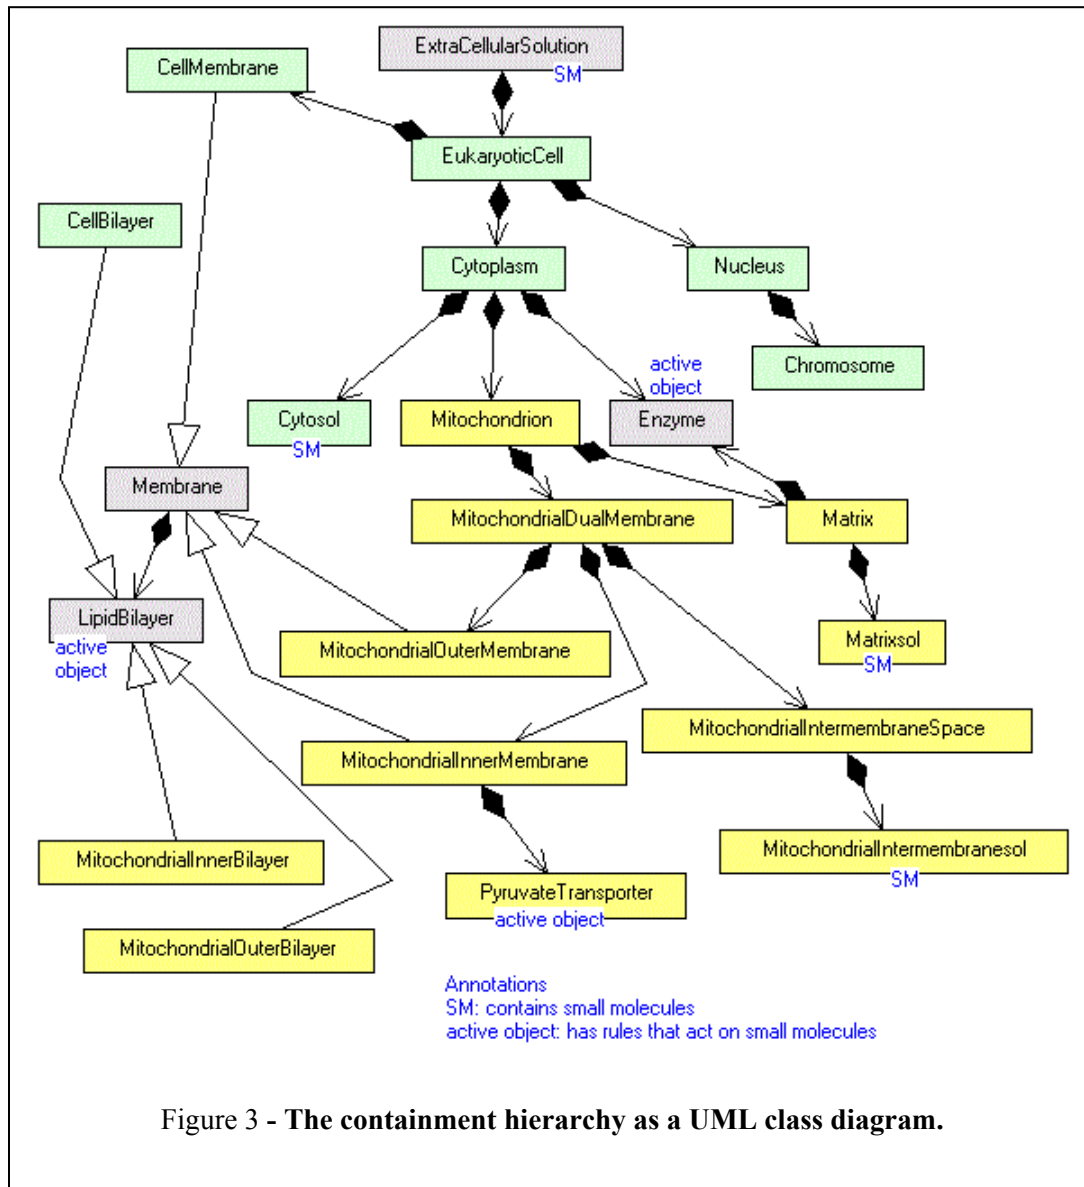 ExtraCellularSolution
SM
CellMembrane
EukaryoticCell
CellBilayer
Cytoplasm
Nucleus
Chromosome
active
object
Cytosol
SM
Mitochondrion
Enzyme
Membrane
MitochondrialDualMembrane
Matrix
LipidBilayer
active
object
MitochondrialOuterMembrane
Matrixsol
SM
MitochondrialIntermembraneSpace
MitochondrialInnerMembrane
MitochondrialInnerBilayer
MitochondrialIntermembranesol
SM
PyruvateTransporter
active object
MitochondrialOuterBilayer
Annotations
SM: contains small molecules
active object: has rules that act on small molecules
Figure 3 - The containment hierarchy as a UML class diagram.